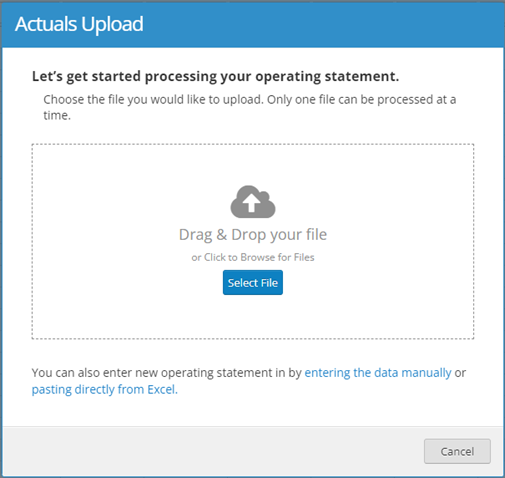 Actuals Upload
Let's get started processing your operating statement.
Choose the file you would like to upload. Only one file can be processed at a
time.
Drag & Drop your file
or Click to Browse for Files
Select File
You can also enter new operating statement in by entering the data manually or
pasting directly from Excel.
Cancel